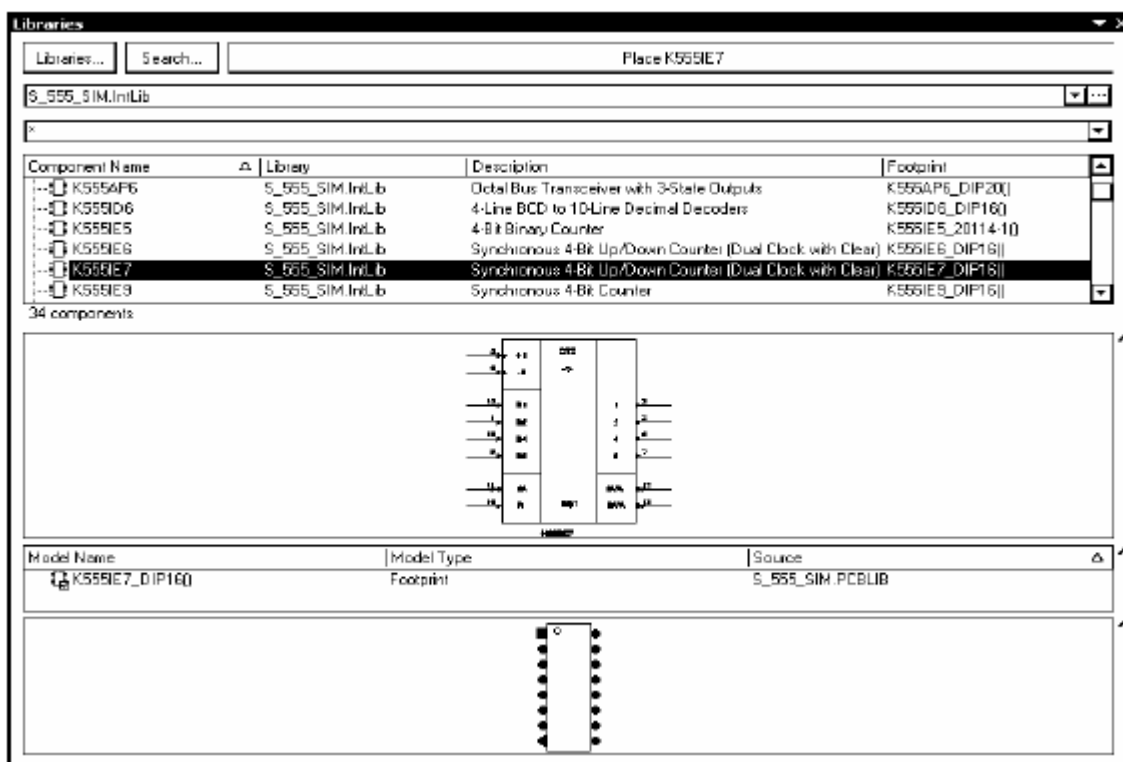 Libraries
Libraries... Search... Place K555IE7
S_555_SIM.IntLib
*
Component Name Library Description Footprint
K555AP6 S_555_SIM.IntLib Octal Bus Transceiver with 3-State Outputs K555AP6_DIP20()
K555ID6 S_555_SIM.IntLib 4-Line BCD to 10-Line Decimal Decoders K555ID6_DIP16()
K555IE5 S_555_SIM.IntLib 4-Bit Binary Counter K555IE5_20114-1()
K555IE6 S_555_SIM.IntLib Synchronous 4-Bit Up/Down Counter (Dual Clock with Clear) K555IE6_DIP16()
K555IE7 S_555_SIM.IntLib Synchronous 4-Bit Up/Down Counter (Dual Clock with Clear) K555IE7_DIP16()
K555IE9 S_555_SIM.IntLib Synchronous 4-Bit Counter K555IE9_DIP16()
34 components
Model Name Model Type Source
K555IE7_DIP16() Footprint S_555_SIM.PCBLIB